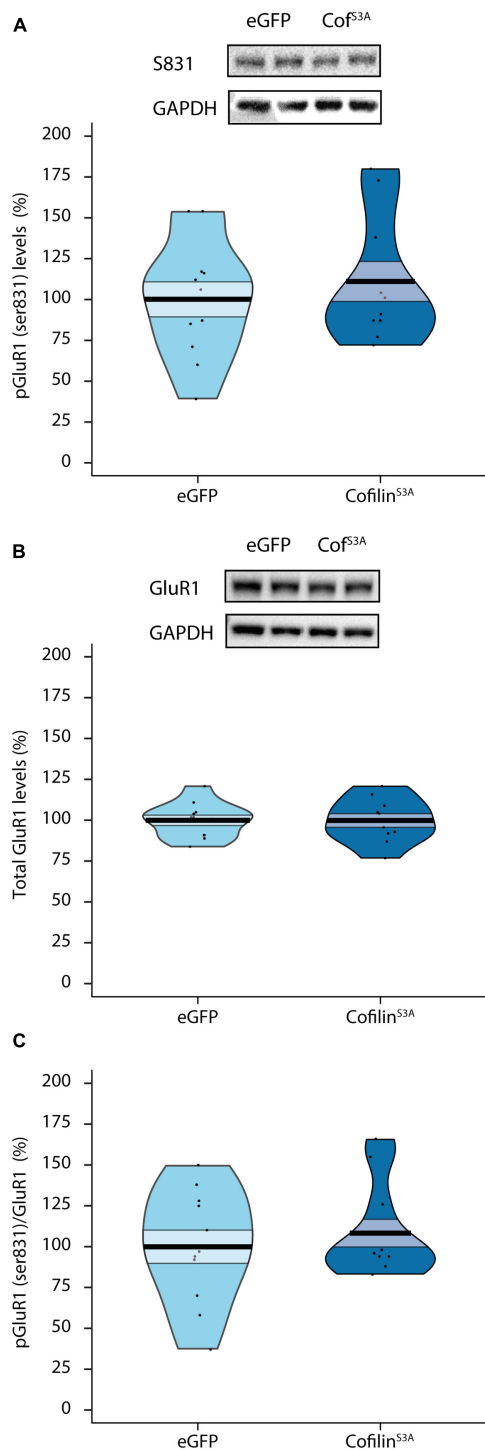 A
eGFP CofS3A
S831
GAPDH
pGluR1 (ser831) levels (%)
200
175
150
125
100
75
50
25
0
eGFP CofilinS3A
B
eGFP CofS3A
GluR1
GAPDH
Total GluR1 levels (%)
200
175
150
125
100
75
50
25
0
eGFP CofilinS3A
C
pGluR1 (ser831)/GluR1 (%)
200
175
150
125
100
75
50
25
0
eGFP CofilinS3A